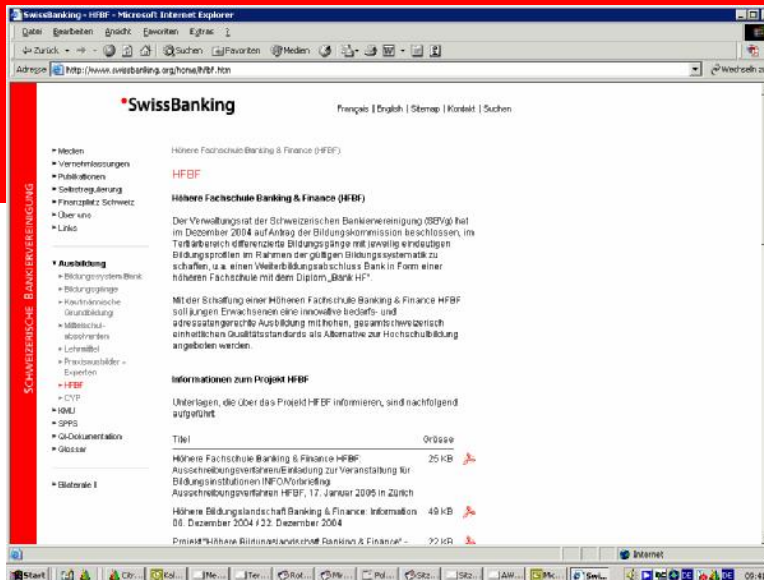 SwissBanking - HFBF - Microsoft Internet Explorer
Datei Bearbeiten Ansicht Favoriten Extras ?
Zurück Suchen Favoriten Medien
Adresse http://www.swissbanking.org/home/hfbf.htm Wechseln
SwissBanking
Français | English | Sitemap | Kontakt | Suchen
SCHWEIZERISCHE BANKIERVEREINIGUNG
Medien
Vernehmlassungen
Publikationen
Selbstregulierung
Finanzplatz Schweiz
Über uns
Links
Ausbildung
Bildungssystem Bank
Bildungsgänge
Kaufmännische
Grundbildung
Mittelschul-
absolventen
Lehrmittel
Praxisausbilder -
Experten
HFBF
CYP
KMU
SPPS
QI-Dokumentation
Glossar
Bilaterale II
Höhere Fachschule Banking & Finance (HFBF)
HFBF
Höhere Fachschule Banking & Finance (HFBF)
Der Verwaltungsrat der Schweizerischen Bankiervereinigung (SBVg) hat
im Dezember 2004 auf Antrag der Bildungskommission beschlossen, im
Tertiärbereich differenzierte Bildungsgänge mit jeweilig eindeutigen
Bildungsprofilen im Rahmen der gültigen Bildungssystematik zu
schaffen, u.a. einen Weiterbildungsabschluss Bank in Form einer
höheren Fachschule mit dem Diplom „Bank HF".
Mit der Schaffung einer Höheren Fachschule Banking & Finance HFBF
soll jungen Erwachsenen eine innovative bedarfs- und
adressatengerechte Ausbildung mit hohen, gesamtschweizerisch
einheitlichen Qualitätsstandards als Alternative zur Hochschulbildung
angeboten werden.
Informationen zum Projekt HFBF
Unterlagen, die über das Projekt HFBF informieren, sind nachfolgend
aufgeführt
Titel Grösse
Höhere Fachschule Banking & Finance HFBF: 25 KB
Ausschreibungsverfahren/Einladung zur Veranstaltung für
Bildungsinstitutionen INFO/Vorbriefing
Ausschreibungsverfahren HFBF, 17. Januar 2005 in Zürich
Höhere Bildungslandschaft Banking & Finance: Information 49 KB
06. Dezember 2004 / 22. Dezember 2004
Projekt "Höhere Bildungslandschaft Banking & Finance" - 22 KB
Internet
Start